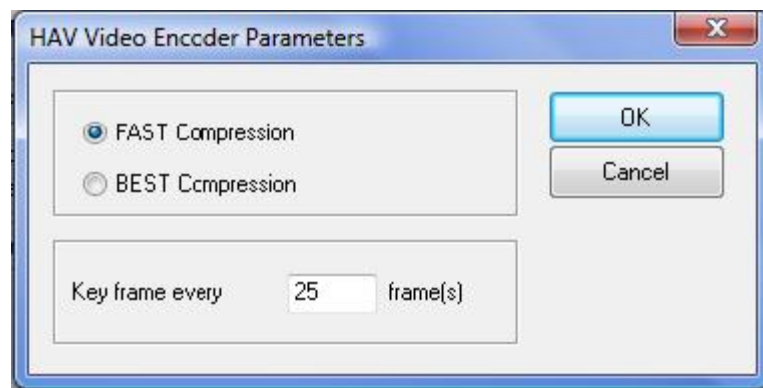 HAV Video Enccder Parameters
FAST Compression
BEST Ccmpression
OK
Cancel
Key frame every 25 frame(s)